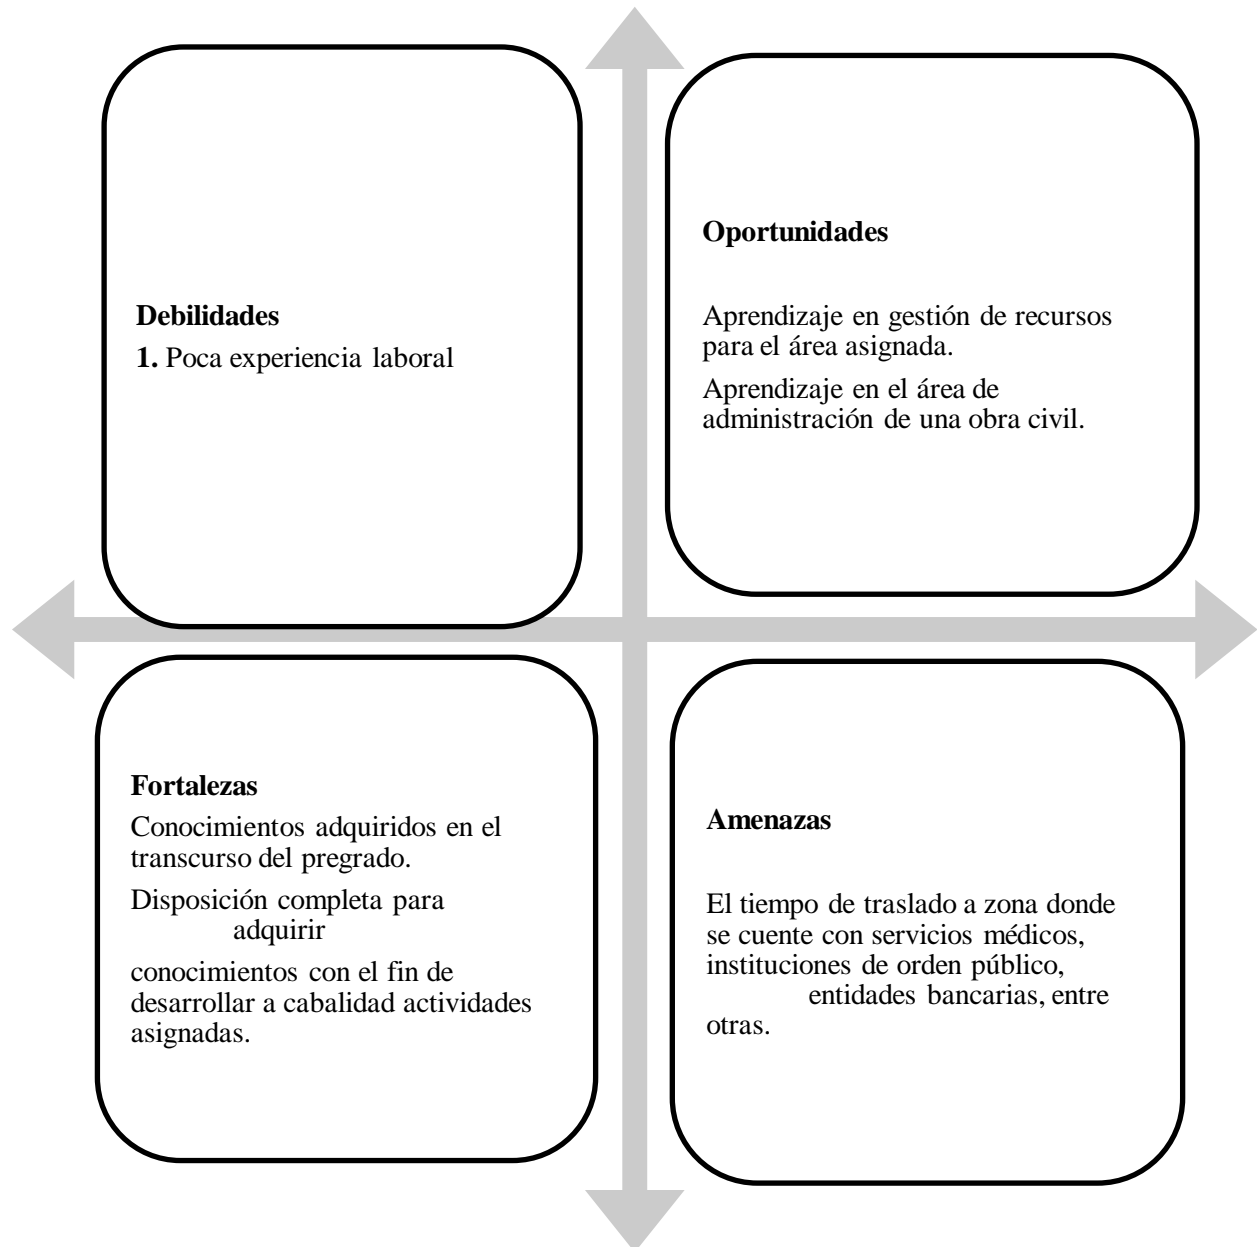 Debilidades
1. Poca experiencia laboral
Oportunidades
Aprendizaje en gestión de recursos
para el área asignada.
Aprendizaje en el área de
administración de una obra civil.
Fortalezas
Conocimientos adquiridos en el
transcurso del pregrado.
Disposición completa para
adquirir
conocimientos con el fin de
desarrollar a cabalidad actividades
asignadas.
Amenazas
El tiempo de traslado a zona donde
se cuente con servicios médicos,
instituciones de orden público,
entidades bancarias, entre
otras.